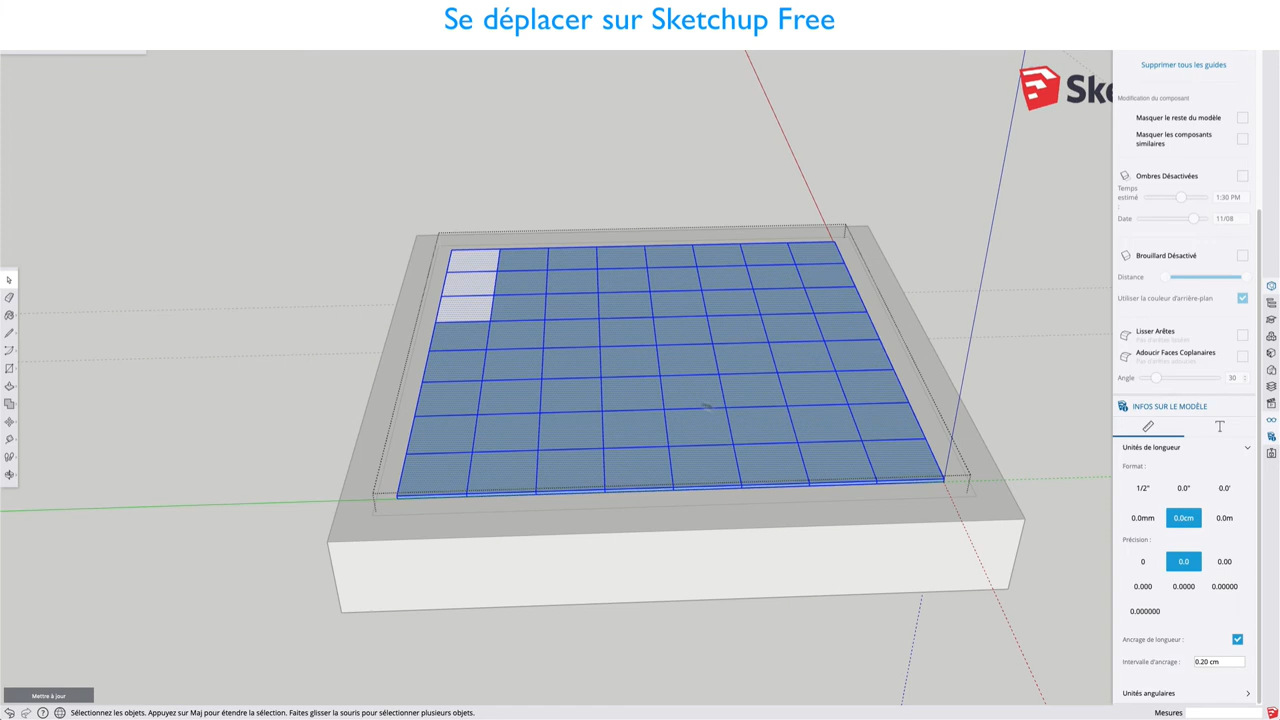 Se déplacer sur Sketchup Free
Ske
Supprimer tous les guides
Modification du composant
Masquer le reste du modèle
Masquer les composants
similaires
Ombres Désactivées
Temps
estimé
:
1:30 PM
Date
11/08
Brouillard Désactivé
Distance
Utiliser la couleur d'arrière-plan
Lisser Arêtes
Adoucir Faces Coplanaires
Angle
30
INFOS SUR LE MODÈLE
T
Unités de longueur
Format :
1/2" 0.0" 0.0'
0.0mm 0.0cm 0.0m
Précision :
0 0.0 0.00
0.000 0.0000 0.00000
0.000000
Ancrage de longueur :
Intervalle d'ancrage : 0.20 cm
Unités angulaires
Mettre à jour
Sélectionnez les objets. Appuyez sur Maj pour étendre la sélection. Faites glisser la souris pour sélectionner plusieurs objets.
Mesures